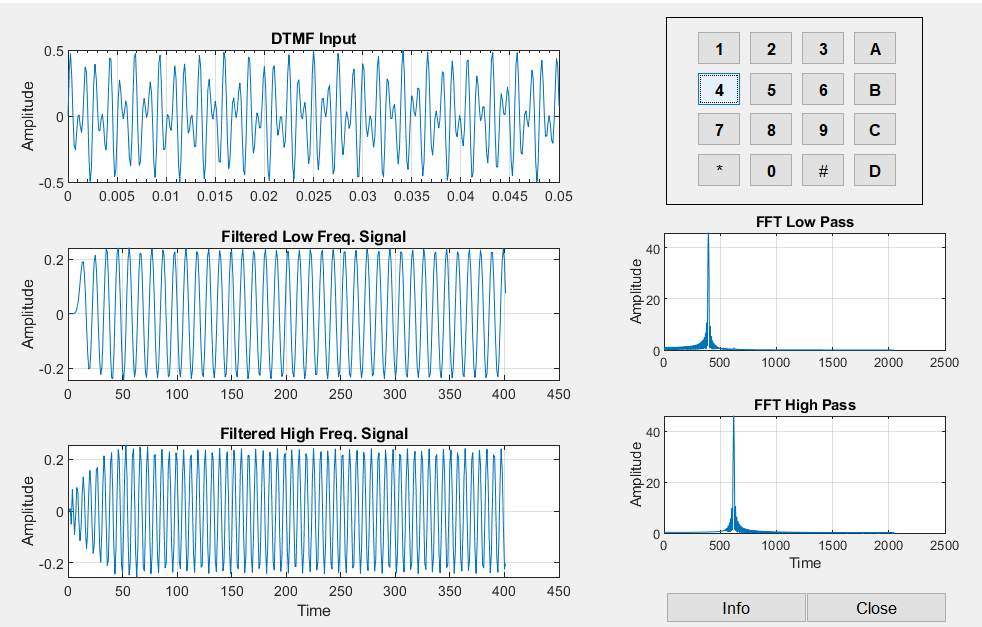 DTMF Input
Amplitude
0.5
0
-0.5
0 0.005 0.01 0.015 0.02 0.025 0.03 0.035 0.04 0.045 0.05
Filtered Low Freq. Signal
Amplitude
0.2
0
-0.2
0 50 100 150 200 250 300 350 400 450
Filtered High Freq. Signal
Amplitude
0.2
0
-0.2
0 50 100 150 200 250 300 350 400 450
Time
1 2 3 A
4 5 6 B
7 8 9 C
* 0 # D
FFT Low Pass
Amplitude
40
20
0
0 500 1000 1500 2000 2500
FFT High Pass
Amplitude
40
20
0
0 500 1000 1500 2000 2500
Time
Info Close